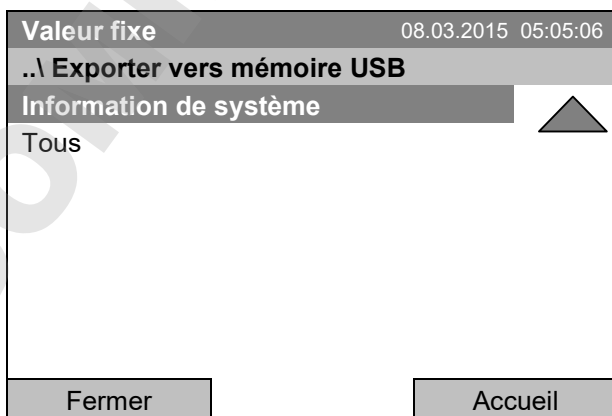 Valeur fixe 08.03.2015 05:05:06
..\ Exporter vers mémoire USB
Information de système
Tous
Fermer Accueil